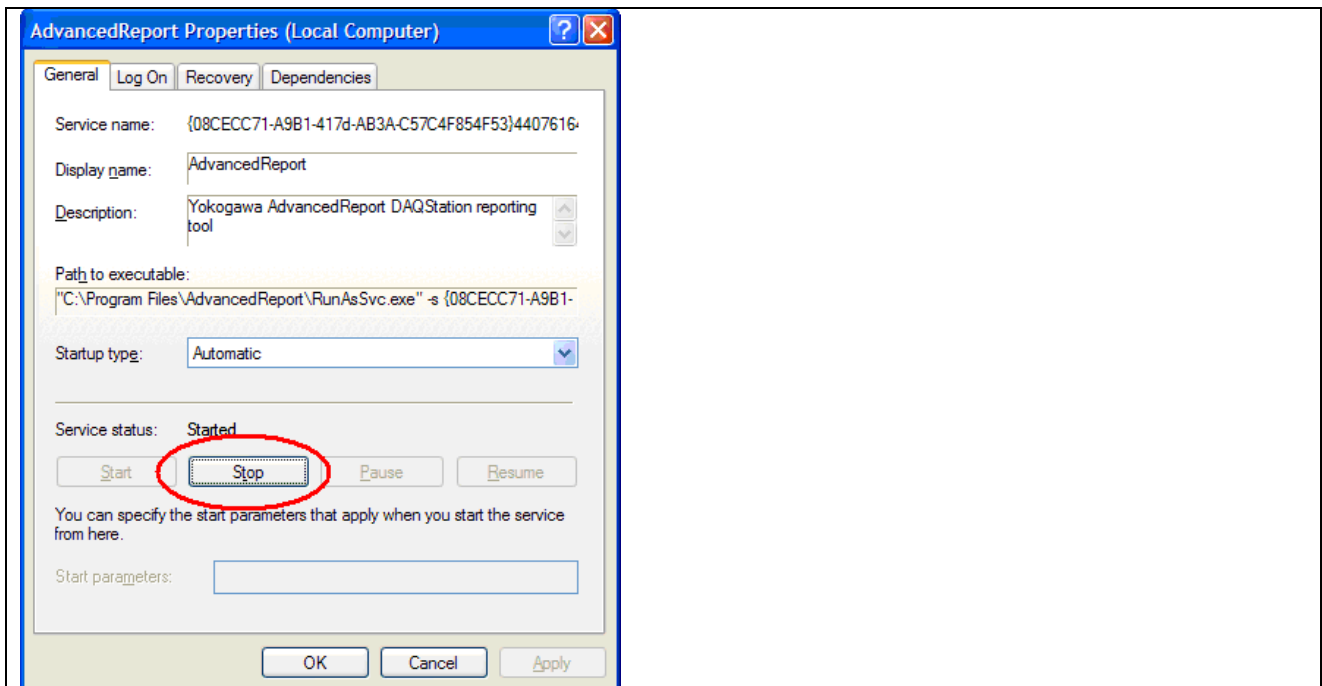 AdvancedReport Properties (Local Computer)
General Log On Recovery Dependencies
Service name: {08CECC71-A9B1-417d-AB3A-C57C4F854F53}44076164
Display name: AdvancedReport
Description: Yokogawa AdvancedReport DAQStation reporting
tool
Path to executable:
"C:\Program Files\AdvancedReport\RunAsSvc.exe" -s {08CECC71-A9B1-
Startup type: Automatic
Service status: Started
Start Stop Pause Resume
You can specify the start parameters that apply when you start the service
from here.
Start parameters:
OK Cancel Apply